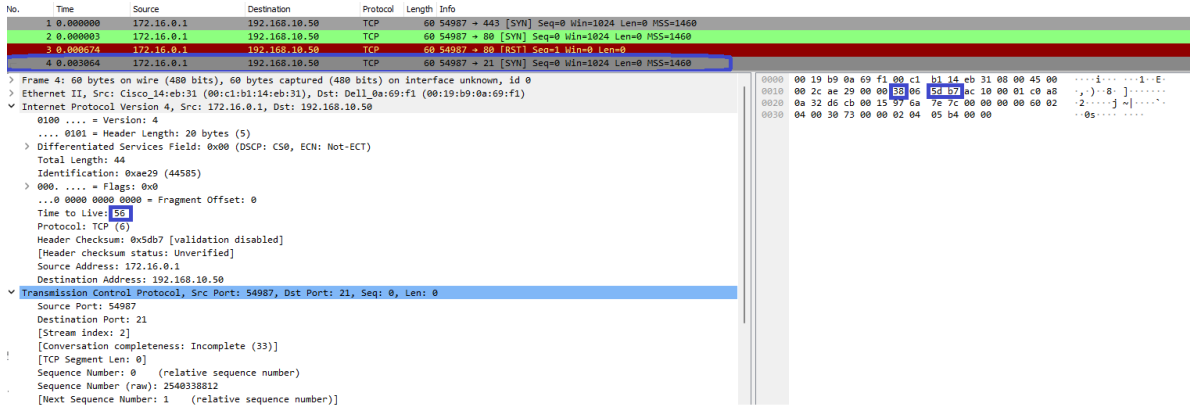 No. Time Source Destination Protocol Length Info
1 0.000000 172.16.0.1 192.168.10.50 TCP 60 54987 → 443 [SYN] Seq=0 Win=1024 Len=0 MSS=1460
2 0.000003 172.16.0.1 192.168.10.50 TCP 60 54987 → 80 [SYN] Seq=0 Win=1024 Len=0 MSS=1460
3 0.000674 172.16.0.1 192.168.10.50 TCP 60 54987 → 80 [RST] Seq=1 Win=0 Len=0
4 0.003064 172.16.0.1 192.168.10.50 TCP 60 54987 → 21 [SYN] Seq=0 Win=1024 Len=0 MSS=1460
Frame 4: 60 bytes on wire (480 bits), 60 bytes captured (480 bits) on interface unknown, id 0
Ethernet II, Src: Cisco_14:eb:31 (00:c1:b1:14:eb:31), Dst: Dell_0a:69:f1 (00:19:b9:0a:69:f1)
Internet Protocol Version 4, Src: 172.16.0.1, Dst: 192.168.10.50
0100 .... = Version: 4
.... 0101 = Header Length: 20 bytes (5)
Differentiated Services Field: 0x00 (DSCP: CS0, ECN: Not-ECT)
Total Length: 44
Identification: 0xae29 (44585)
000. .... = Flags: 0x0
...0 0000 0000 0000 = Fragment Offset: 0
Time to Live: 56
Protocol: TCP (6)
Header Checksum: 0x5db7 [validation disabled]
[Header checksum status: Unverified]
Source Address: 172.16.0.1
Destination Address: 192.168.10.50
Transmission Control Protocol, Src Port: 54987, Dst Port: 21, Seq: 0, Len: 0
Source Port: 54987
Destination Port: 21
[Stream index: 2]
[Conversation completeness: Incomplete (33)]
[TCP Segment Len: 0]
Sequence Number: 0 (relative sequence number)
Sequence Number (raw): 2540338812
[Next Sequence Number: 1 (relative sequence number)]
0000 00 19 b9 0a 69 f1 00 c1 b1 14 eb 31 08 00 45 00 ····i··· ···1··E·
0010 00 2c ae 29 00 00 38 06 5d b7 ac 10 00 01 c0 a8 ·,·)··8· ]·······
0020 0a 32 d6 cb 00 15 97 6a 7e 7c 00 00 00 00 60 02 ·2·····j ~|····`·
0030 04 00 30 73 00 00 02 04 05 b4 00 00 ··0s···· ····